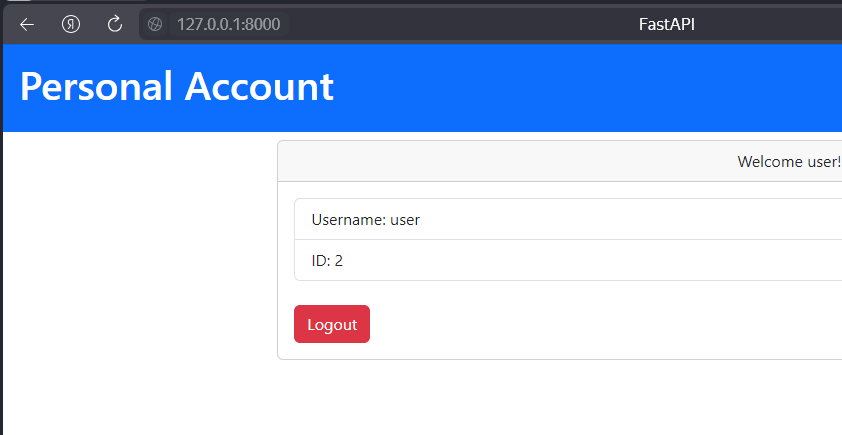 127.0.0.1:8000 FastAPI
Personal Account
Welcome user!
Username: user
ID: 2
Logout